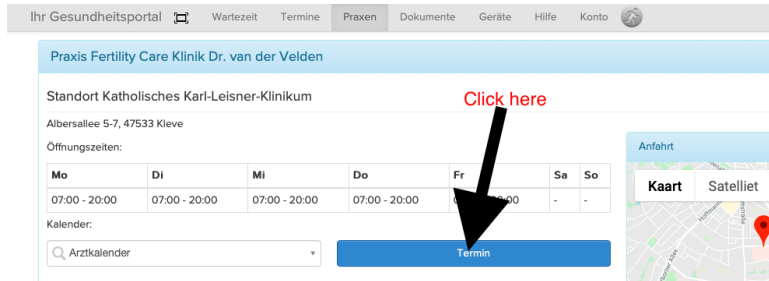 Ihr Gesundheitsportal Wartezeit Termine Praxen Dokumente Geräte Hilfe Konto
Praxis Fertility Care Klinik Dr. van der Velden
Standort Katholisches Karl-Leisner-Klinikum
Click here
Albersallee 5-7, 47533 Kleve
Öffnungszeiten:
Mo Di Mi Do Fr Sa So
07:00 - 20:00 07:00 - 20:00 07:00 - 20:00 07:00 - 20:00 - -
Kalender:
Arztkalender
Termin
Anfahrt
Kaart Satelliet